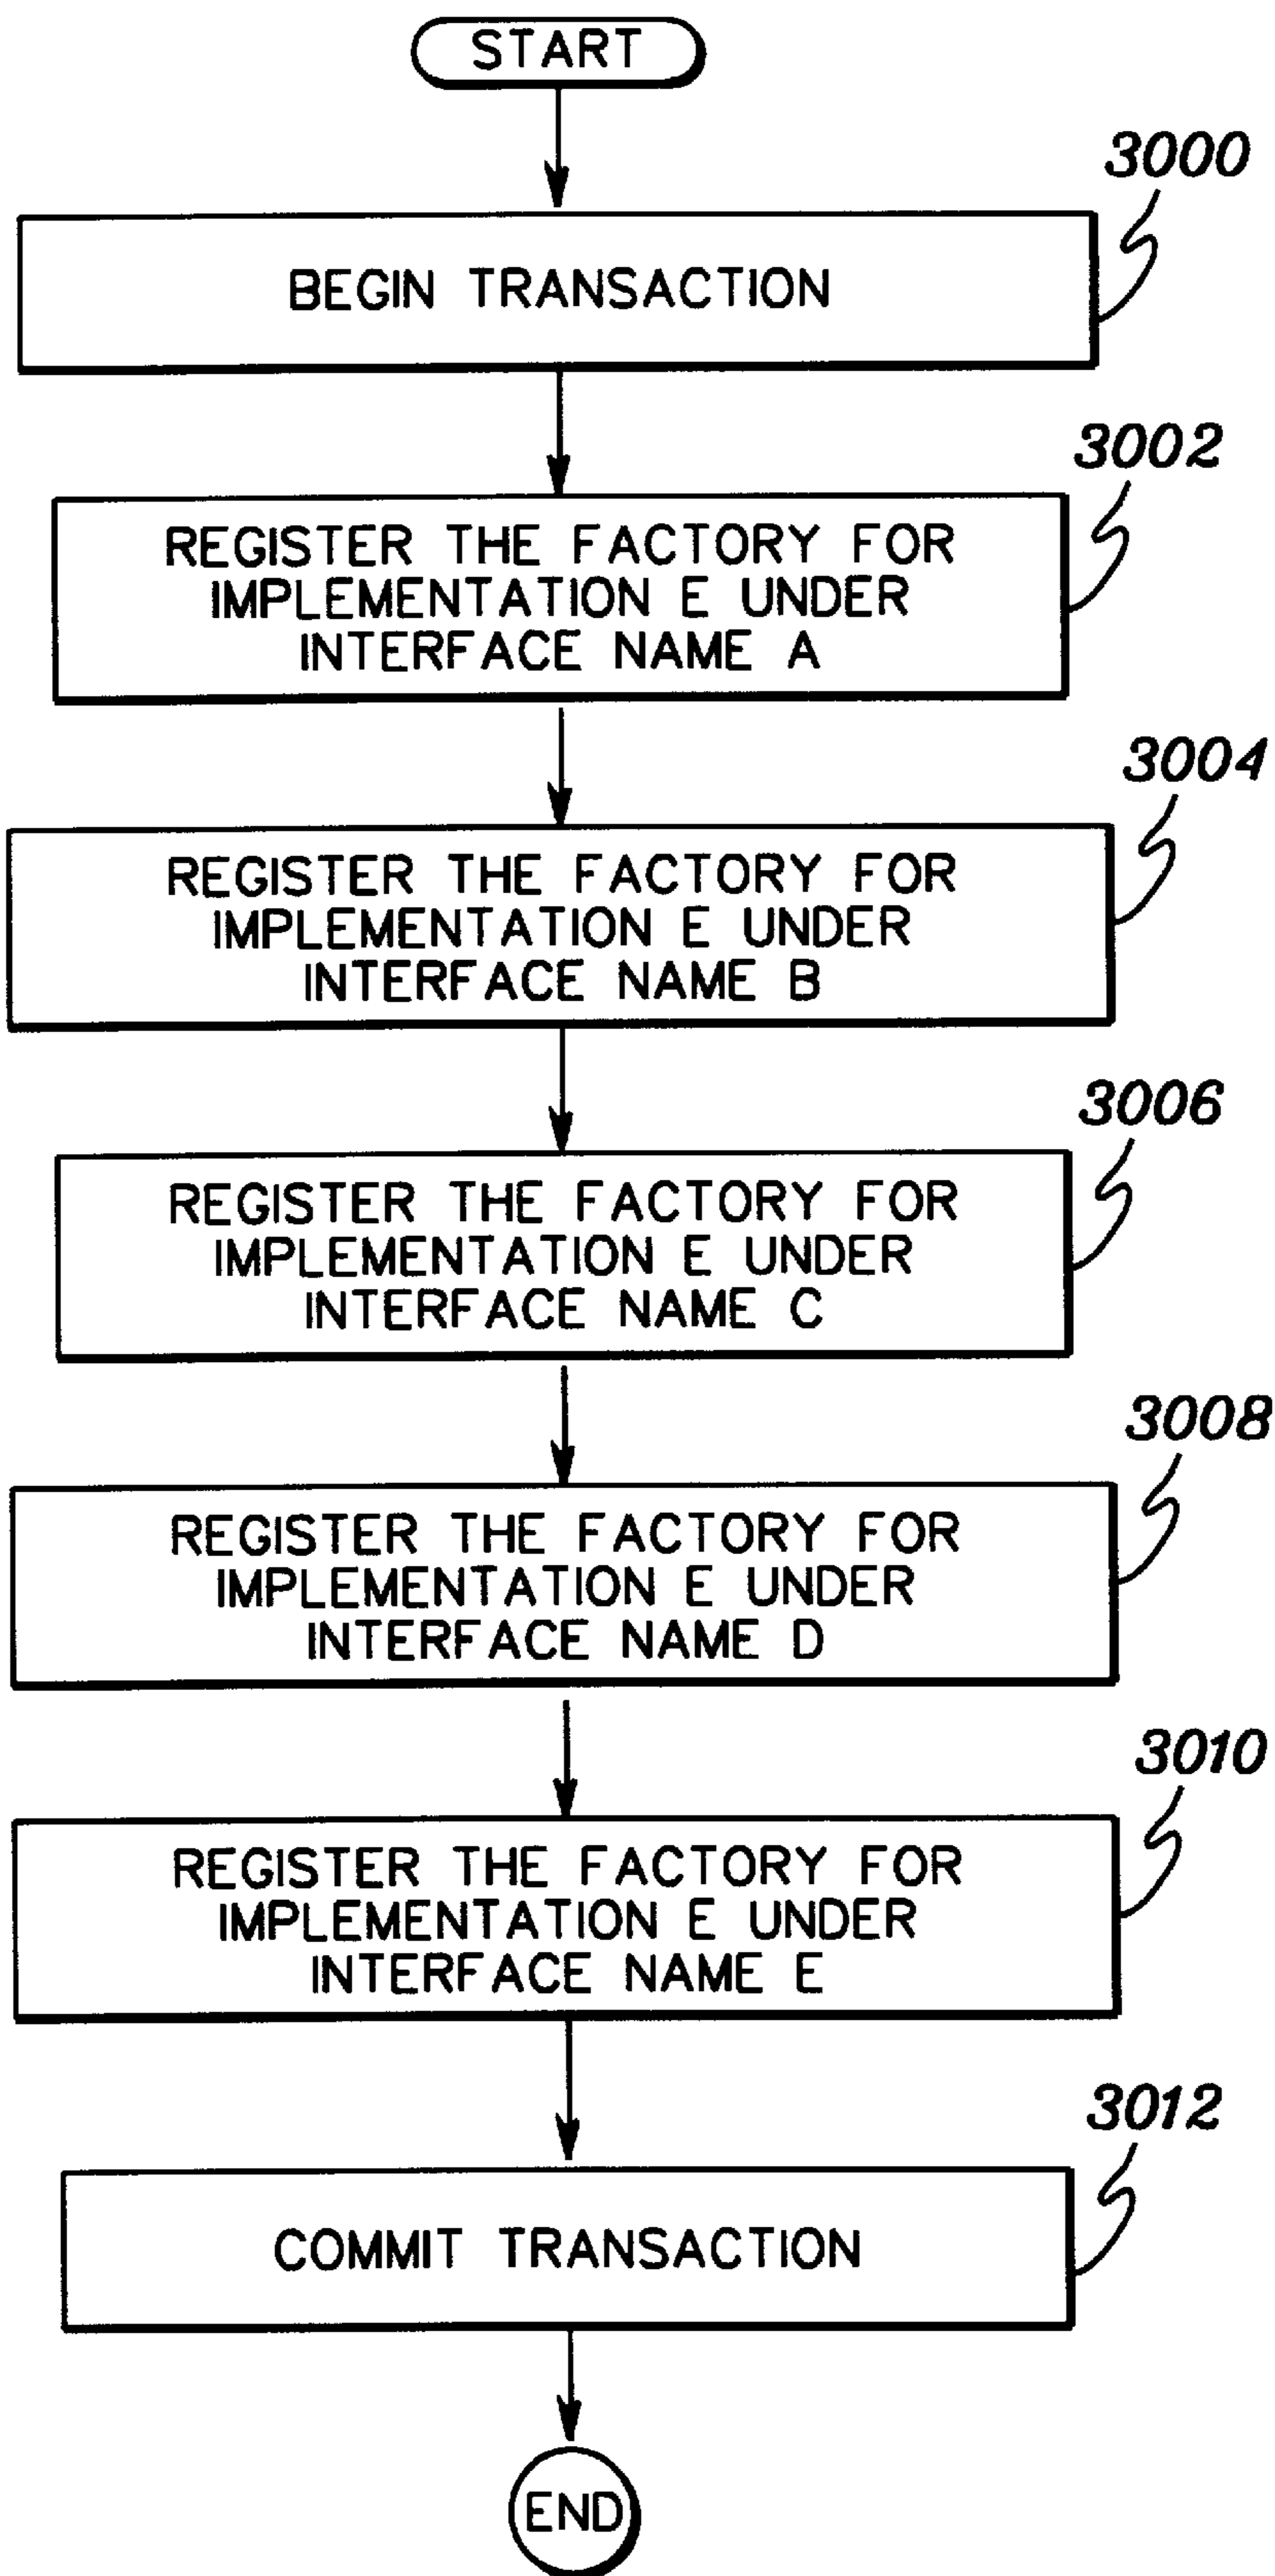 START
3000
BEGIN TRANSACTION
3002
REGISTER THE FACTORY FOR
IMPLEMENTATION E UNDER
INTERFACE NAME A
3004
REGISTER THE FACTORY FOR
IMPLEMENTATION E UNDER
INTERFACE NAME B
3006
REGISTER THE FACTORY FOR
IMPLEMENTATION E UNDER
INTERFACE NAME C
3008
REGISTER THE FACTORY FOR
IMPLEMENTATION E UNDER
INTERFACE NAME D
3010
REGISTER THE FACTORY FOR
IMPLEMENTATION E UNDER
INTERFACE NAME E
3012
COMMIT TRANSACTION
END